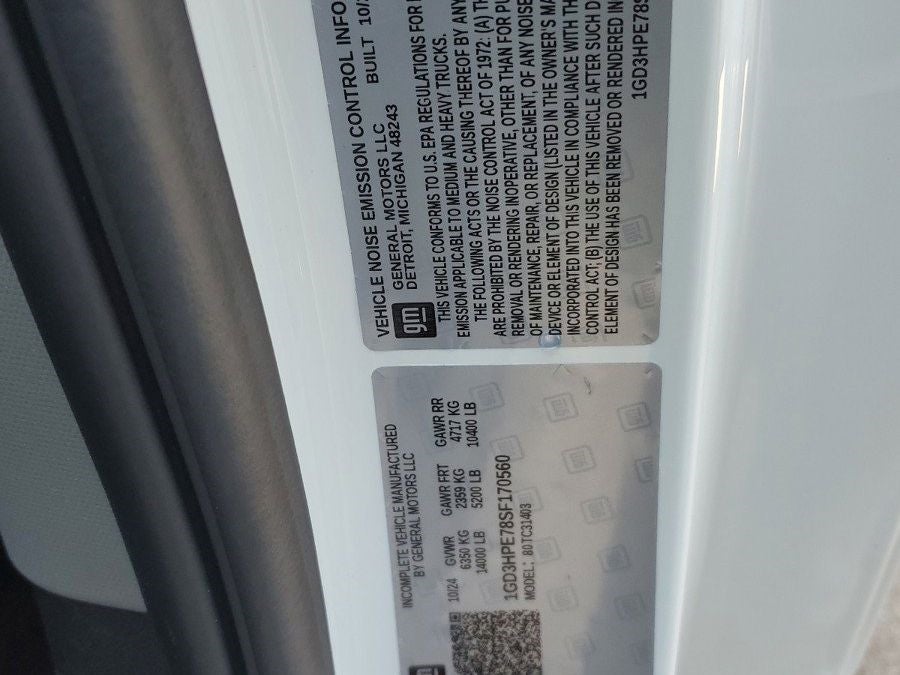 VEHICLE NOISE EMISSION CONTROL INFO
BUILT 10/
GENERAL MOTORS LLC
DETROIT, MICHIGAN 48243
gm
THIS VEHICLE CONFORMS TO U.S. EPA REGULATIONS FOR
EMISSION APPLICABLE TO MEDIUM AND HEAVY TRUCKS.
THE FOLLOWING ACTS OR THE CAUSING THEREOF BY ANY
ARE PROHIBITED BY THE NOISE CONTROL ACT OF 1972: (A) TH
REMOVAL OR RENDERING INOPERATIVE, OTHER THAN FOR PU
OF MAINTENANCE, REPAIR, OR REPLACEMENT, OF ANY NOISE
DEVICE OR ELEMENT OF DESIGN (LISTED IN THE OWNER'S MA
INCORPORATED INTO THIS VEHICLE IN COMPLIANCE WITH TH
CONTROL ACT; (B) THE USE OF THIS VEHICLE AFTER SUCH D
ELEMENT OF DESIGN HAS BEEN REMOVED OR RENDERED IN
1GD3HPE78S
INCOMPLETE VEHICLE MANUFACTURED
BY GENERAL MOTORS LLC
10/24 GVWR GAWR FRT GAWR RR
6350 KG 2359 KG 4717 KG
14000 LB 5200 LB 10400 LB
1GD3HPE78SF170560
MODEL: 80TC31403